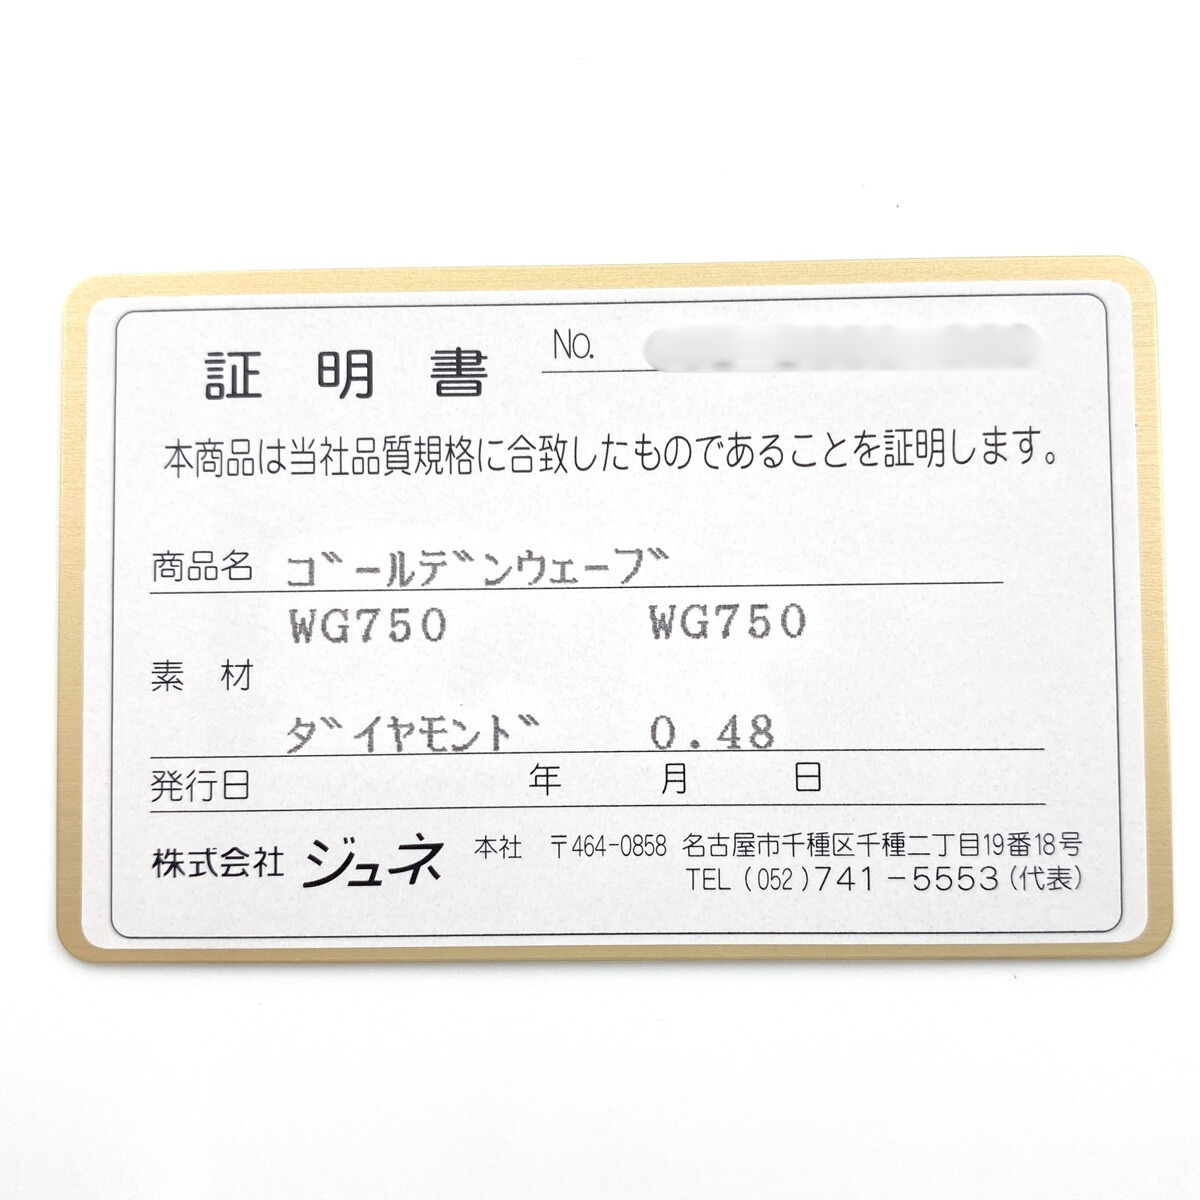 証明書 No.
本商品は当社品質規格に合致したものであることを証明します。
商品名 ゴールデンウェーブ
WG750 WG750
素材
ダイヤモンド 0.48
発行日 年 月 日
株式会社 ジュネ 本社 〒464-0858 名古屋市千種区千種二丁目19番18号
TEL (052) 741-5553 (代表)